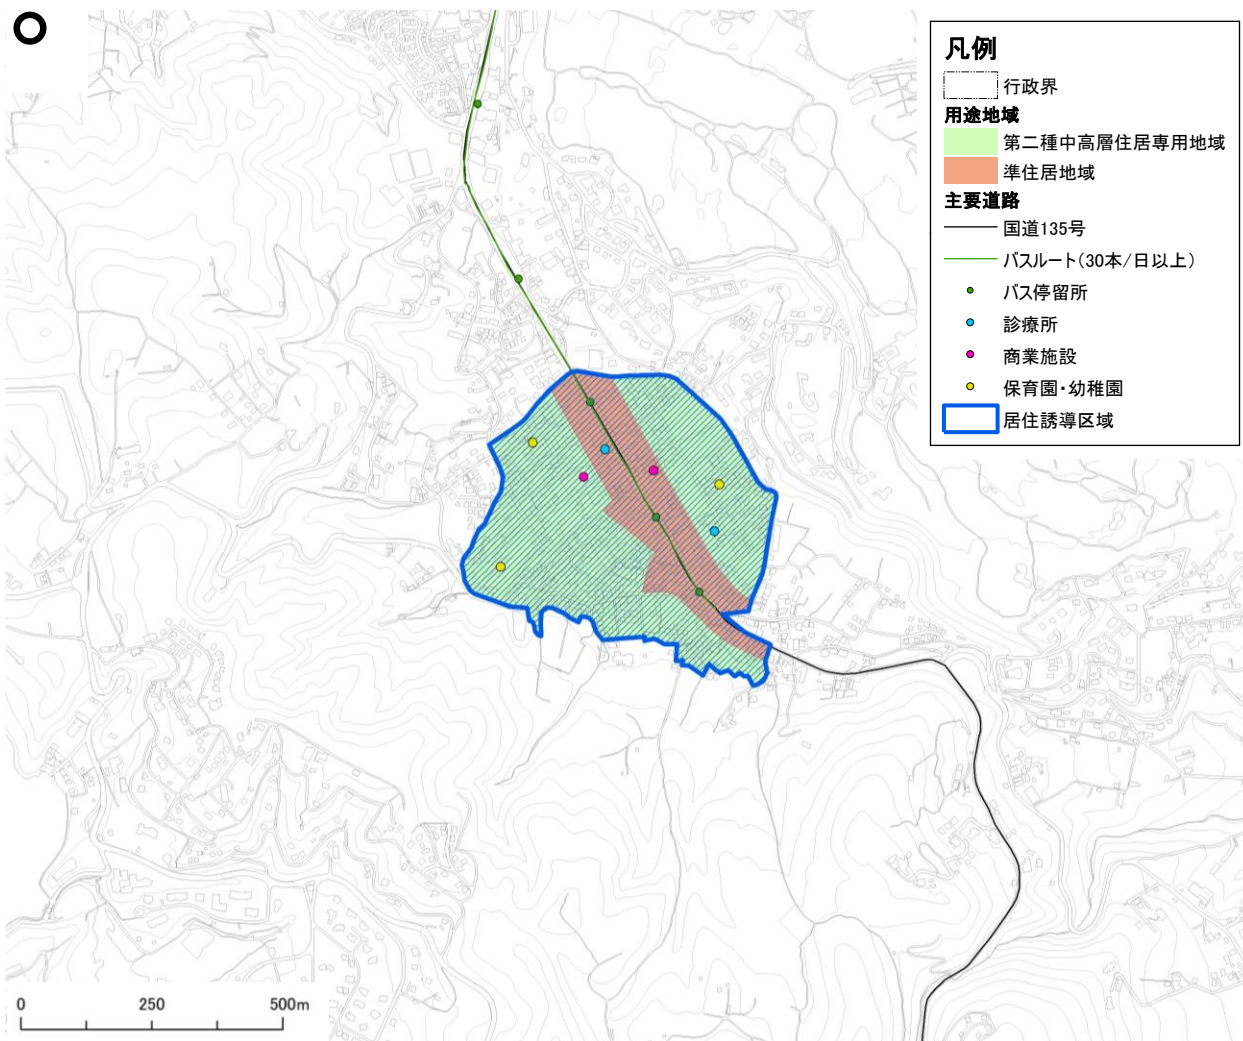 凡例
行政界
用途地域
第二種中高層住居専用地域
準住居地域
主要道路
国道135号
バスルート(30本/日以上)
バス停留所
診療所
商業施設
保育園・幼稚園
居住誘導区域
0 250 500m